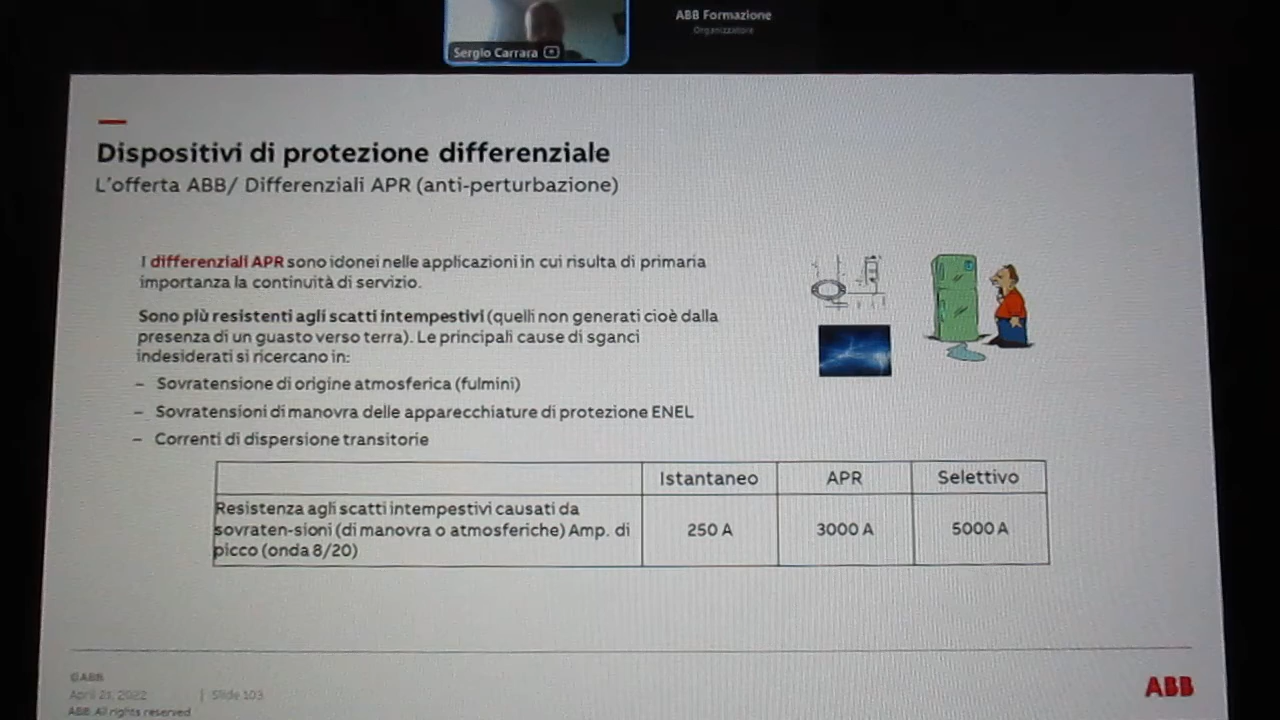 Sergio Carrara
ABB Formazione
Organizzatore
Dispositivi di protezione differenziale
L'offerta ABB/ Differenziali APR (anti-perturbazione)
I differenziali APR sono idonei nelle applicazioni in cui risulta di primaria
importanza la continuità di servizio.
Sono più resistenti agli scatti intempestivi (quelli non generati cioè dalla
presenza di un guasto verso terra). Le principali cause di sganci
indesiderati si ricercano in:
– Sovratensione di origine atmosferica (fulmini)
– Sovratensioni di manovra delle apparecchiature di protezione ENEL
– Correnti di dispersione transitorie
Istantaneo APR Selettivo
Resistenza agli scatti intempestivi causati da
sovraten-sioni (di manovra o atmosferiche) Amp. di
picco (onda 8/20)
250 A 3000 A 5000 A
©ABB
April 21, 2022 | Slide 103
ABB All rights reserved
ABB